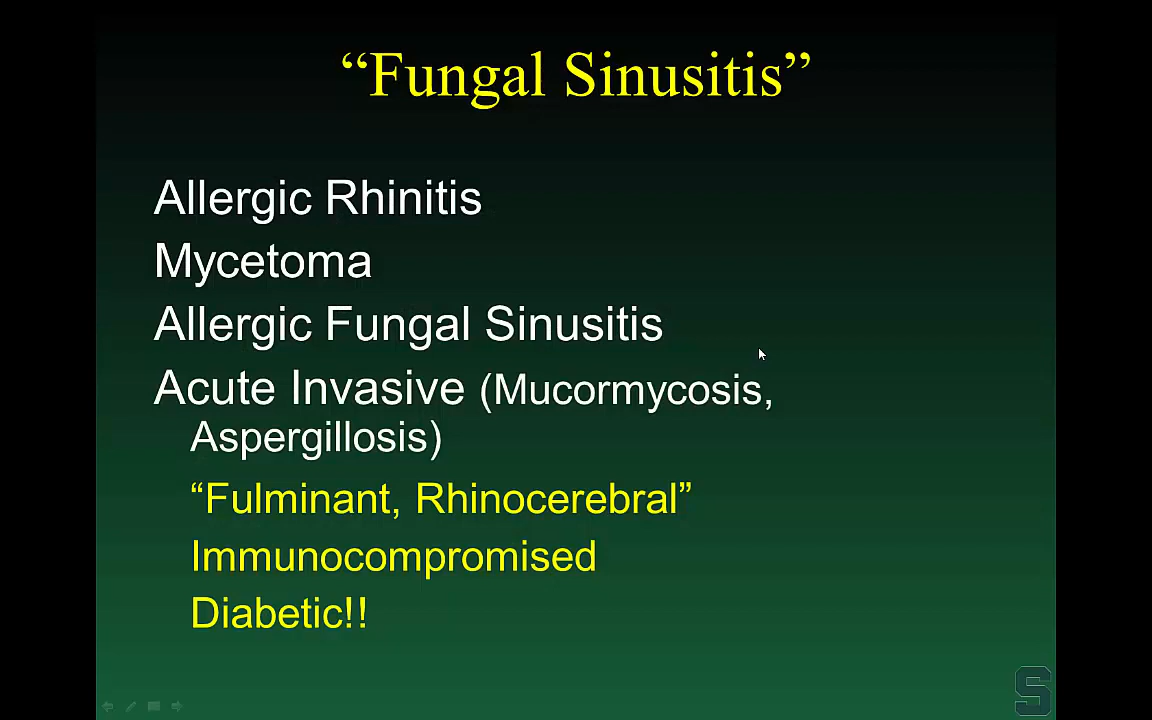 “Fungal Sinusitis”
Allergic Rhinitis
Mycetoma
Allergic Fungal Sinusitis
Acute Invasive (Mucormycosis,
Aspergillosis)
“Fulminant, Rhinocerebral”
Immunocompromised
Diabetic!!
S